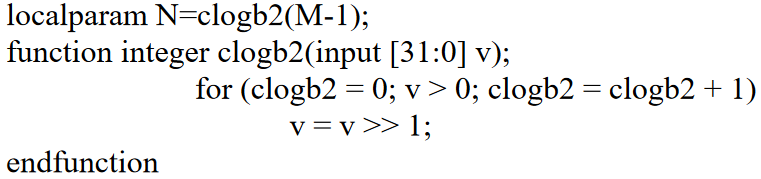 localparam N=clogb2(M-1);
function integer clogb2(input [31:0] v);
for (clogb2 = 0; v > 0; clogb2 = clogb2 + 1)
v = v >> 1;
endfunction